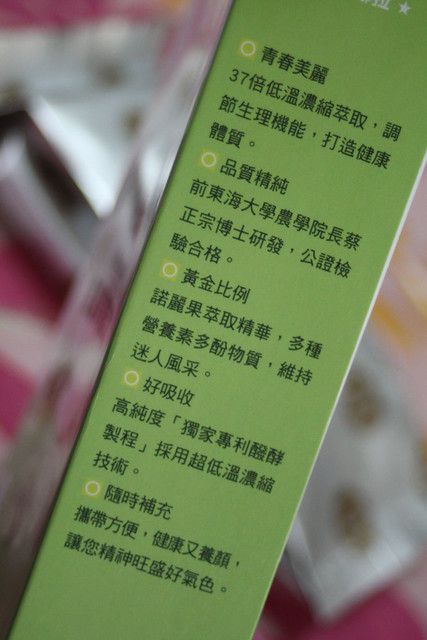 青春美麗
37倍低溫濃縮萃取，調
節生理機能，打造健康
體質。
品質精純
前東海大學農學院長蔡
正宗博士研發，公證檢
驗合格。
黃金比例
諾麗果萃取精華，多種
營養素多酚物質，維持
迷人風采。
好吸收
高純度「獨家專利醱酵
製程」採用超低溫濃縮
技術。
隨時補充
攜帶方便，健康又養顏，
讓您精神旺盛好氣色。